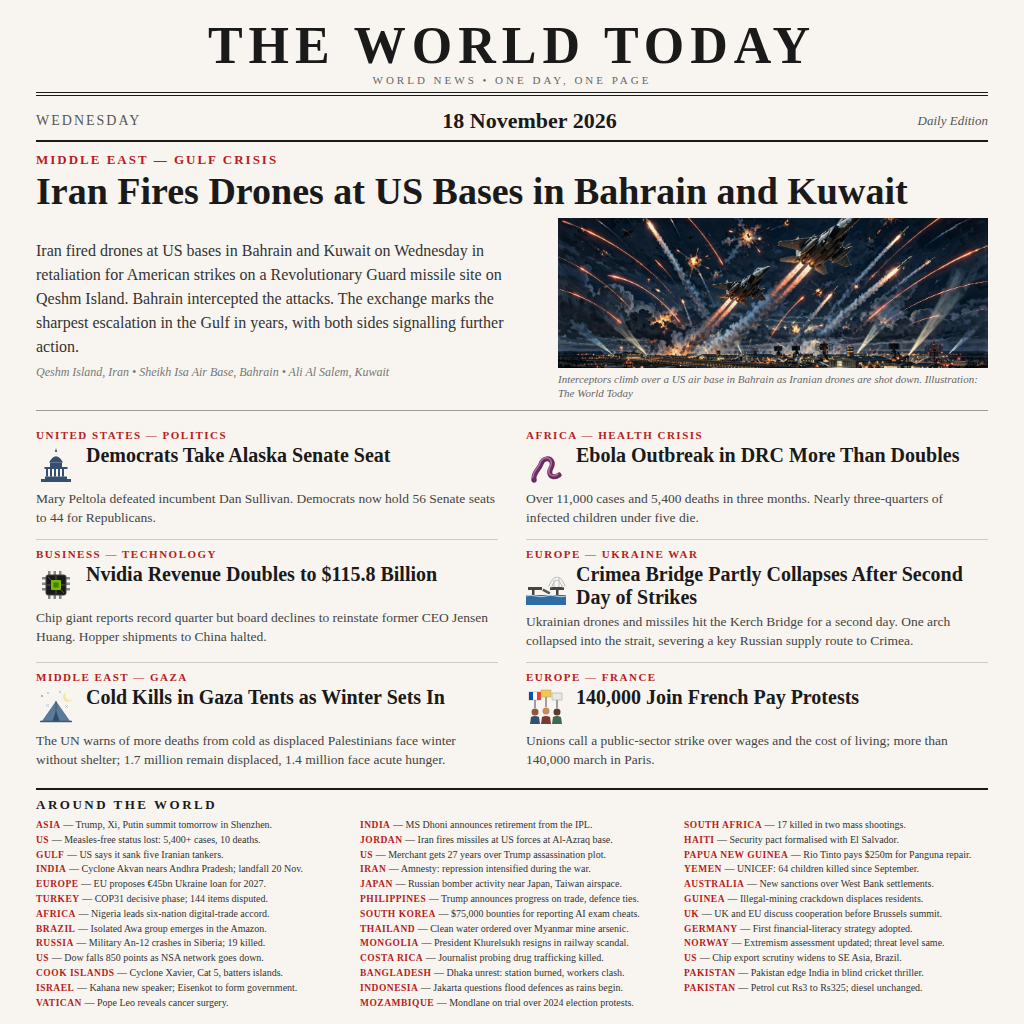 THE WORLD TODAY
WORLD NEWS • ONE DAY, ONE PAGE
WEDNESDAY
18 November 2026
Daily Edition
MIDDLE EAST — GULF CRISIS
Iran Fires Drones at US Bases in Bahrain and Kuwait
Iran fired drones at US bases in Bahrain and Kuwait on Wednesday in
retaliation for American strikes on a Revolutionary Guard missile site on
Qeshm Island. Bahrain intercepted the attacks. The exchange marks the
sharpest escalation in the Gulf in years, with both sides signalling further
action.
Qeshm Island, Iran • Sheikh Isa Air Base, Bahrain • Ali Al Salem, Kuwait
Interceptors climb over a US air base in Bahrain as Iranian drones are shot down. Illustration:
The World Today
UNITED STATES — POLITICS
Democrats Take Alaska Senate Seat
Mary Peltola defeated incumbent Dan Sullivan. Democrats now hold 56 Senate seats
to 44 for Republicans.
AFRICA — HEALTH CRISIS
Ebola Outbreak in DRC More Than Doubles
Over 11,000 cases and 5,400 deaths in three months. Nearly three-quarters of
infected children under five die.
BUSINESS — TECHNOLOGY
Nvidia Revenue Doubles to $115.8 Billion
Chip giant reports record quarter but board declines to reinstate former CEO Jensen
Huang. Hopper shipments to China halted.
EUROPE — UKRAINE WAR
Crimea Bridge Partly Collapses After Second
Day of Strikes
Ukrainian drones and missiles hit the Kerch Bridge for a second day. One arch
collapsed into the strait, severing a key Russian supply route to Crimea.
MIDDLE EAST — GAZA
Cold Kills in Gaza Tents as Winter Sets In
The UN warns of more deaths from cold as displaced Palestinians face winter
without shelter; 1.7 million remain displaced, 1.4 million face acute hunger.
EUROPE — FRANCE
140,000 Join French Pay Protests
Unions call a public-sector strike over wages and the cost of living; more than
140,000 march in Paris.
AROUND THE WORLD
ASIA — Trump, Xi, Putin summit tomorrow in Shenzhen.
US — Measles-free status lost: 5,400+ cases, 10 deaths.
GULF — US says it sank five Iranian tankers.
INDIA — Cyclone Akvan nears Andhra Pradesh; landfall 20 Nov.
EUROPE — EU proposes €45bn Ukraine loan for 2027.
TURKEY — COP31 decisive phase; 144 items disputed.
AFRICA — Nigeria leads six-nation digital-trade accord.
BRAZIL — Isolated Awa group emerges in the Amazon.
RUSSIA — Military An-12 crashes in Siberia; 19 killed.
US — Dow falls 850 points as NSA network goes down.
COOK ISLANDS — Cyclone Xavier, Cat 5, batters islands.
ISRAEL — Kahana new speaker; Eisenkot to form government.
VATICAN — Pope Leo reveals cancer surgery.
INDIA — MS Dhoni announces retirement from the IPL.
JORDAN — Iran fires missiles at US forces at Al-Azraq base.
US — Merchant gets 27 years over Trump assassination plot.
IRAN — Amnesty: repression intensified during the war.
JAPAN — Russian bomber activity near Japan, Taiwan airspace.
PHILIPPINES — Trump announces progress on trade, defence ties.
SOUTH KOREA — $75,000 bounties for reporting AI exam cheats.
THAILAND — Clean water ordered over Myanmar mine arsenic.
MONGOLIA — President Khurelsukh resigns in railway scandal.
COSTA RICA — Journalist probing drug trafficking killed.
BANGLADESH — Dhaka unrest: station burned, workers clash.
INDONESIA — Jakarta questions flood defences as rains begin.
MOZAMBIQUE — Mondlane on trial over 2024 election protests.
SOUTH AFRICA — 17 killed in two mass shootings.
HAITI — Security pact formalised with El Salvador.
PAPUA NEW GUINEA — Rio Tinto pays $250m for Panguna repair.
YEMEN — UNICEF: 64 children killed since September.
AUSTRALIA — New sanctions over West Bank settlements.
GUINEA — Illegal-mining crackdown displaces residents.
UK — UK and EU discuss cooperation before Brussels summit.
GERMANY — First financial-literacy strategy adopted.
NORWAY — Extremism assessment updated; threat level same.
US — Chip export scrutiny widens to SE Asia, Brazil.
PAKISTAN — Pakistan edge India in blind cricket thriller.
PAKISTAN — Petrol cut Rs3 to Rs325; diesel unchanged.